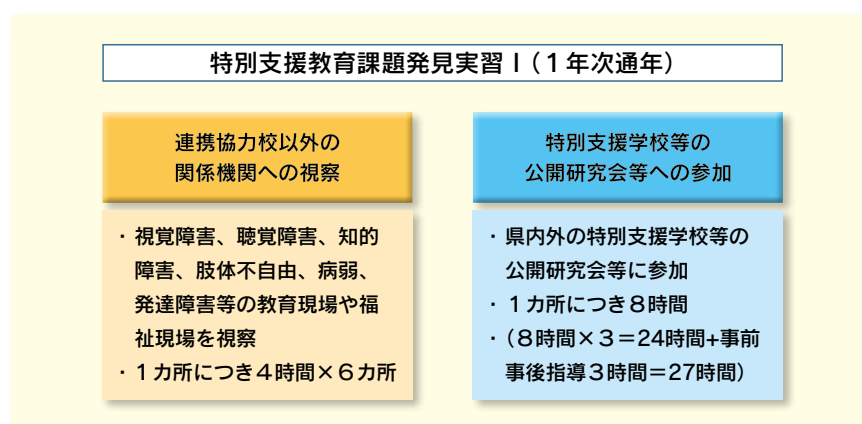 特別支援教育課題発見実習Ⅰ(1年次通年)
連携協力校以外の
関係機関への視察
・視覚障害、聴覚障害、知的
障害、肢体不自由、病弱、
発達障害等の教育現場や福
祉現場を視察
・1カ所につき4時間×6カ所
特別支援学校等の
公開研究会等への参加
・県内外の特別支援学校等の
公開研究会等に参加
・1カ所につき8時間
・(8時間×3=24時間+事前
事後指導3時間=27時間)